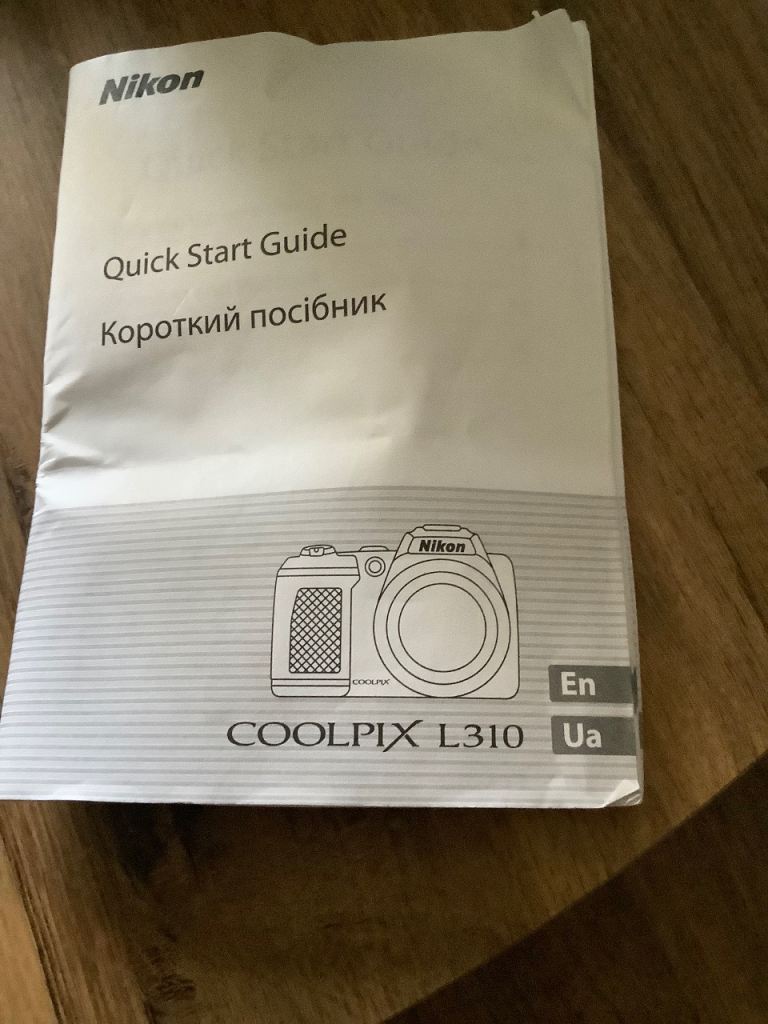 Nikon
Quick Start Guide
Короткий посібник
Nikon
COOLPIX
En
COOLPIX L310
Ua